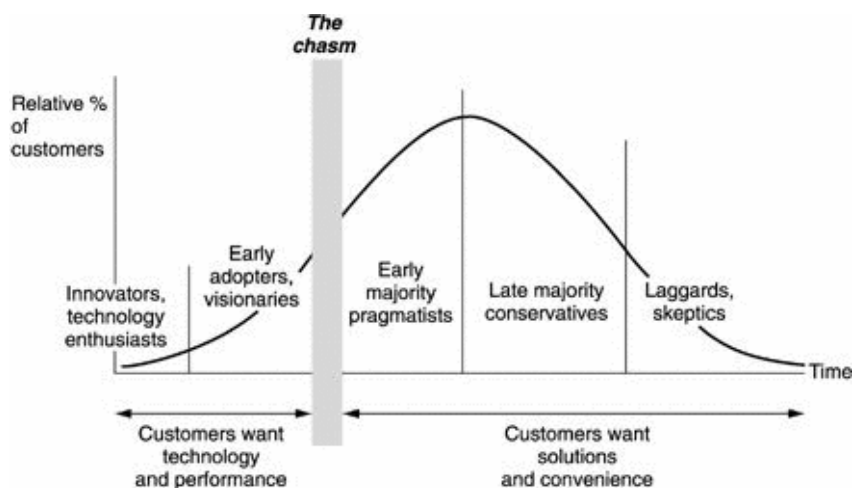 The
chasm
Relative %
of
customers
Innovators,
technology
enthusiasts
Early
adopters,
visionaries
Early
majority
pragmatists
Late majority
conservatives
Laggards,
skeptics
Time
Customers want
technology
and performance
Customers want
solutions
and convenience